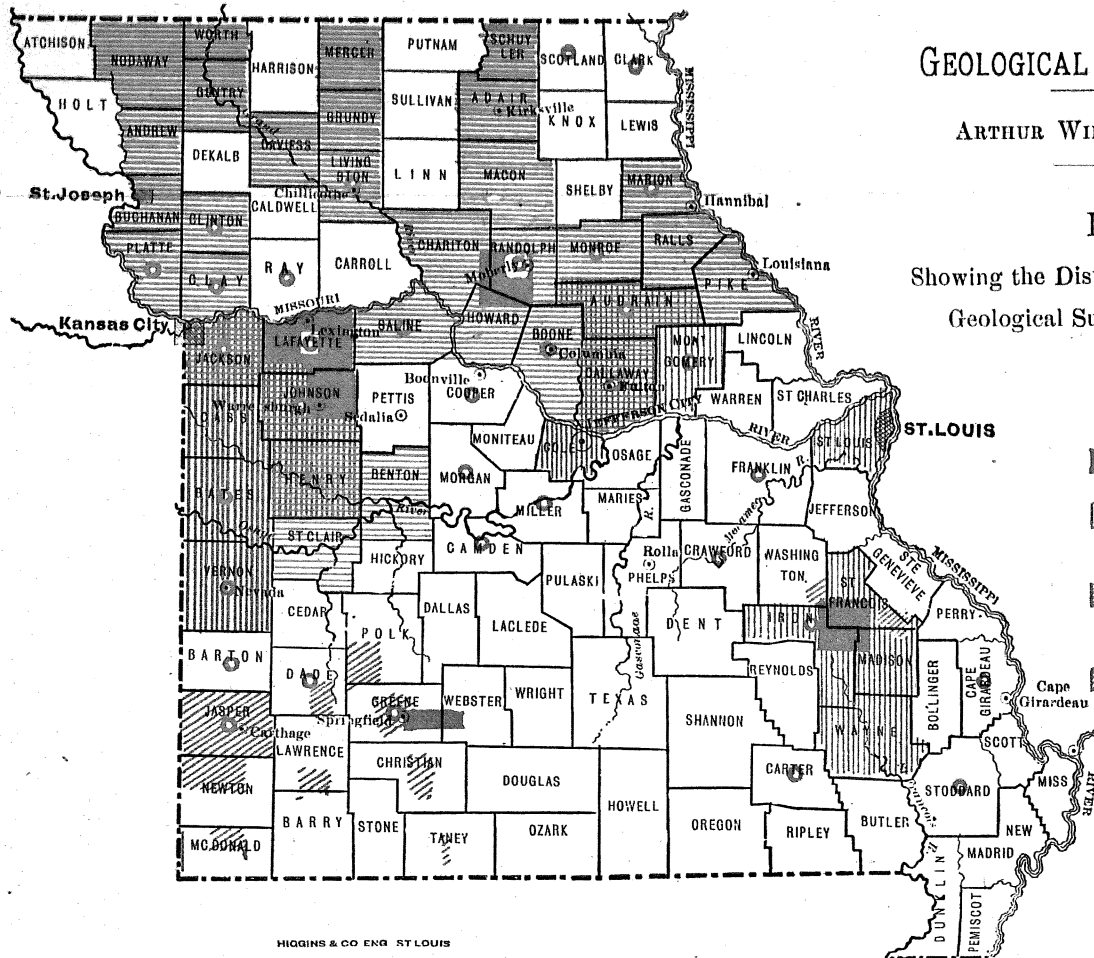 GEOLOGICAL
ARTHUR WI
Showing the Dist
Geological Su
ATCHISON
NODAWAY
WORTH
HARRISON
MERCER
PUTNAM
SCHUYLER
SCOTLAND
CLARK
HOLT
GENTRY
SULLIVAN
ADAIR
Kirksville
KNOX
LEWIS
MISSISSIPPI
ANDREW
DEKALB
Grand
DAVIESS
GRUNDY
LIVINGSTON
LINN
MACON
SHELBY
MARION
St. Joseph
Chillicothe
Hannibal
BUCHANAN
CLINTON
CALDWELL
CHARITON
RANDOLPH
MONROE
RALLS
PLATTE
CLAY
RAY
CARROLL
Moberly
PIKE
Louisiana
MISSOURI
AUDRAIN
Kansas City
Lexington
LAFAYETTE
SALINE
HOWARD
BOONE
Columbia
MONTGOMERY
LINCOLN
RIVER
JACKSON
JOHNSON
Warrensburgh
PETTIS
Sedalia
Boonville
COOPER
CALLAWAY
Fulton
JEFFERSON CITY
WARREN
ST CHARLES
CASS
MONITEAU
COLE
OSAGE
GASCONADE
RIVER
ST LOUIS
ST. LOUIS
HENRY
BENTON
MORGAN
FRANKLIN
R.
BATES
MILLER
MARIES
R.
JEFFERSON
Osage
River
ST CLAIR
HICKORY
CAMDEN
Rolla
CRAWFORD
WASHINGTON.
STE GENEVIEVE
MISSISSIPPI
VERNON
Nevada
PULASKI
PHELPS
ST FRANCOIS
CEDAR
DALLAS
LACLEDE
DENT
IRON
PERRY
POLK
Gasconade
BARTON
DADE
REYNOLDS
MADISON
BOLLINGER
CAPE GIRARDEAU
Cape Girardeau
JASPER
Carthage
GREENE
Springfield
WEBSTER
WRIGHT
TEXAS
SHANNON
WAYNE
LAWRENCE
CHRISTIAN
DOUGLAS
CARTER
SCOTT
NEWTON
HOWELL
STODDARD
MISS
RIVER
MC.DONALD
BARRY
STONE
TANEY
OZARK
OREGON
RIPLEY
BUTLER
NEW MADRID
DUNKLIN
PEMISCOT
HIGGINS & CO ENG ST LOUIS